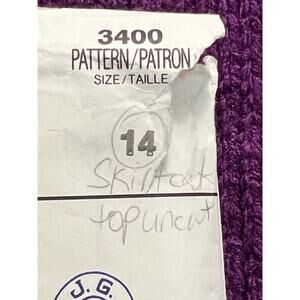 3400
PATTERN/PATRON
SIZE/TAILLE
14
Skirt cut
top uncut
J.G.